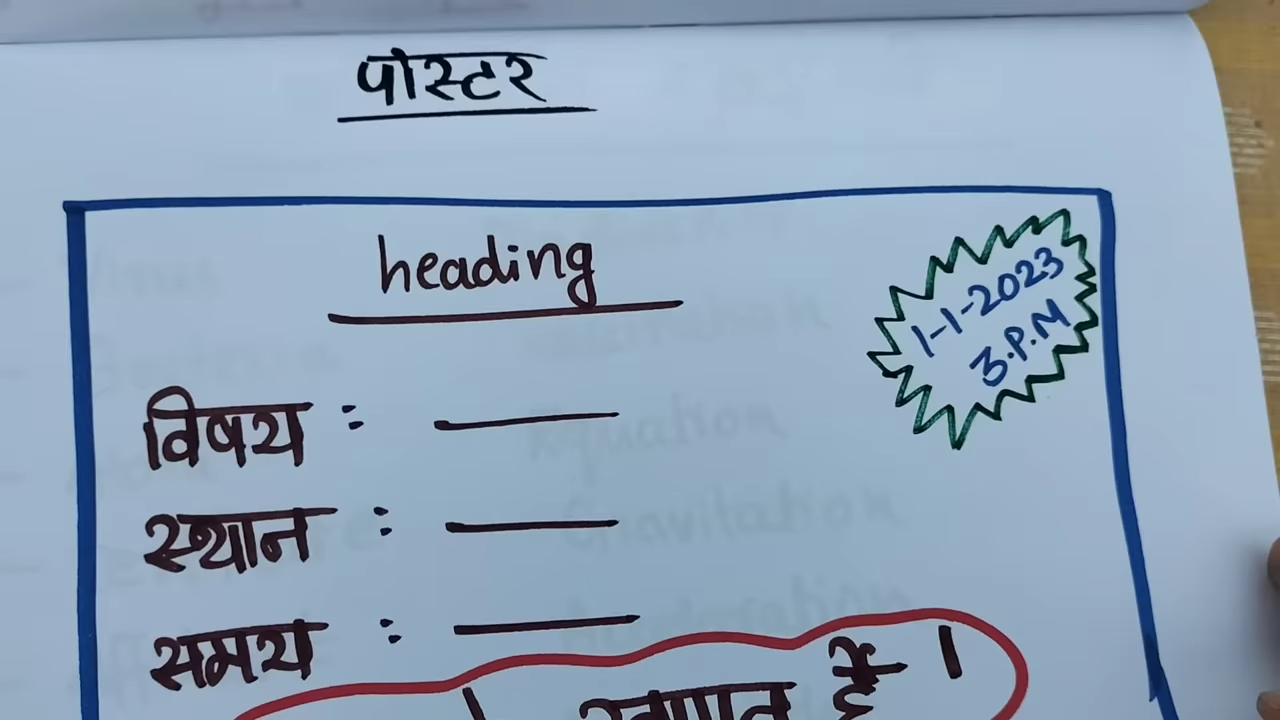 पोस्टर
heading
1-1-2023
3.P.M
विषय :
स्थान :
समय :